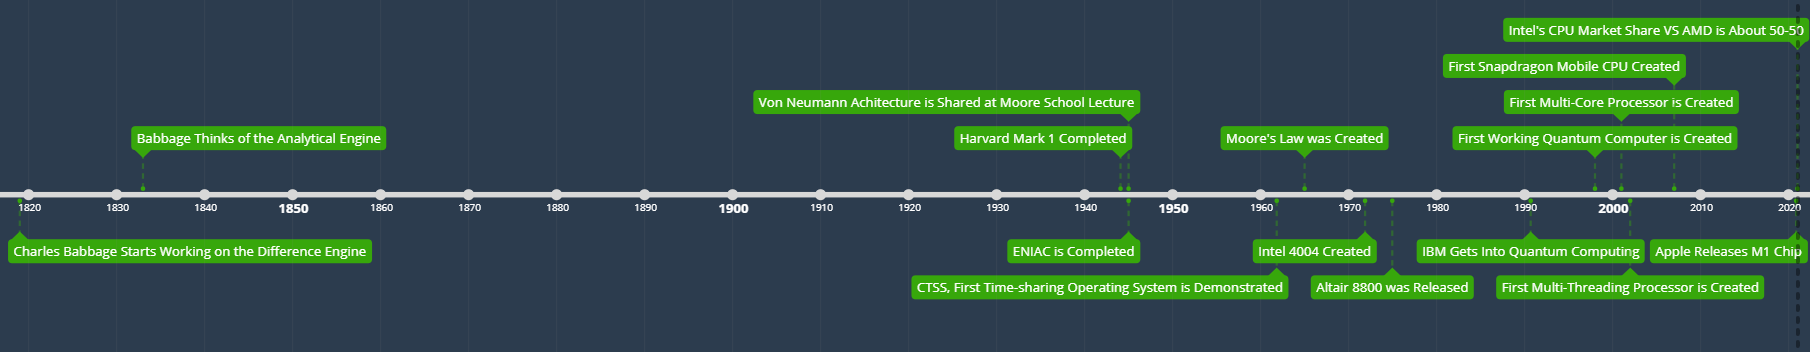 Intel's CPU Market Share VS AMD is About 50-50
First Snapdragon Mobile CPU Created
Von Neumann Achitecture is Shared at Moore School Lecture
First Multi-Core Processor is Created
Babbage Thinks of the Analytical Engine
Harvard Mark 1 Completed
Moore's Law was Created
First Working Quantum Computer is Created
1820 1830 1840 1850 1860 1870 1880 1890 1900 1910 1920 1930 1940 1950 1960 1970 1980 1990 2000 2010 2020
Charles Babbage Starts Working on the Difference Engine
ENIAC is Completed
Intel 4004 Created
IBM Gets Into Quantum Computing
Apple Releases M1 Chip
CTSS, First Time-sharing Operating System is Demonstrated
Altair 8800 was Released
First Multi-Threading Processor is Created